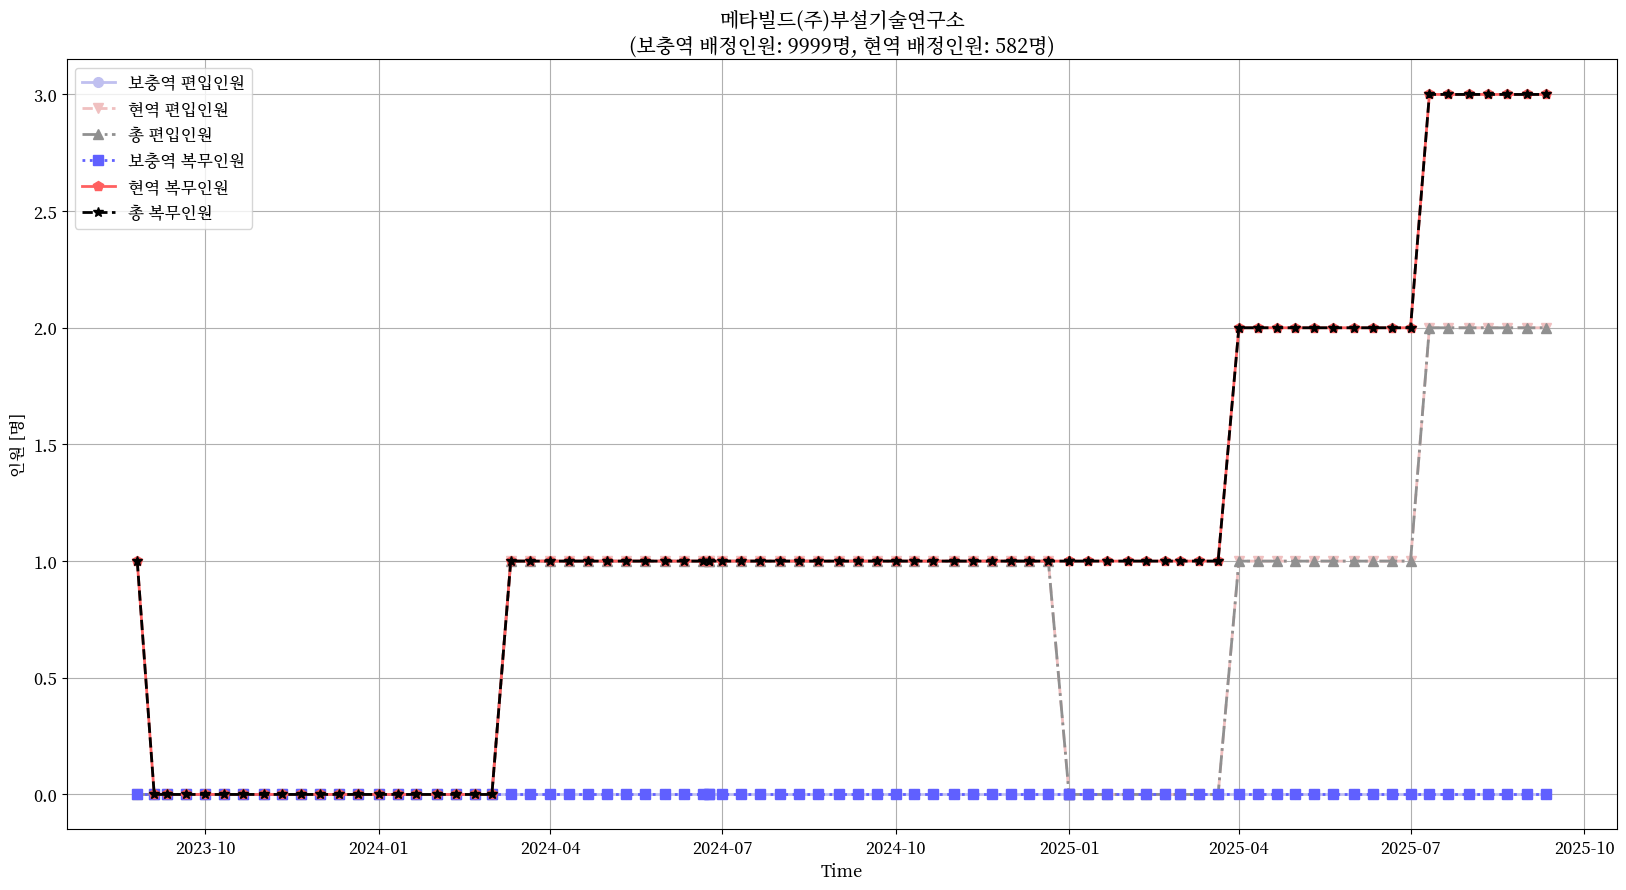 메타빌드(주)부설기술연구소
(보충역 배정인원: 9999명, 현역 배정인원: 582명)
보충역 편입인원
현역 편입인원
총 편입인원
보충역 복무인원
현역 복무인원
총 복무인원
3.0
2.5
2.0
1.5
1.0
0.5
0.0
인원 [명]
2023-10 2024-01 2024-04 2024-07 2024-10 2025-01 2025-04 2025-07 2025-10
Time